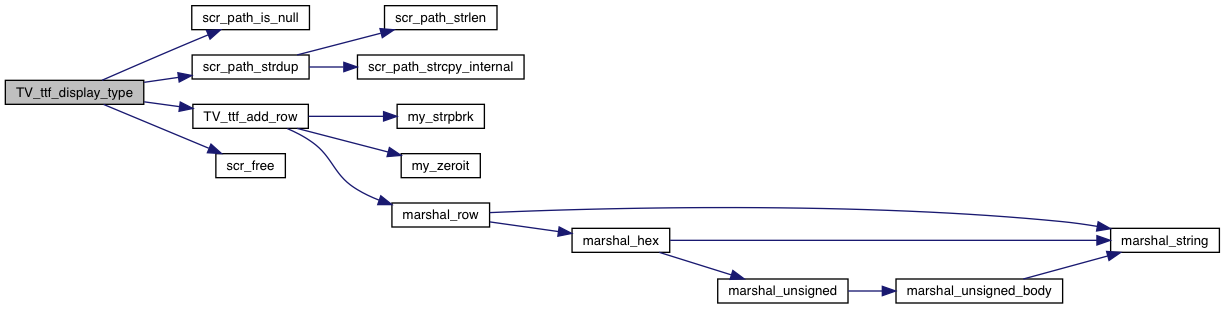 TV_ttf_display_type
scr_path_is_null
scr_path_strdup
scr_path_strlen
scr_path_strcpy_internal
TV_ttf_add_row
my_strpbrk
my_zeroit
scr_free
marshal_row
marshal_hex
marshal_string
marshal_unsigned
marshal_unsigned_body